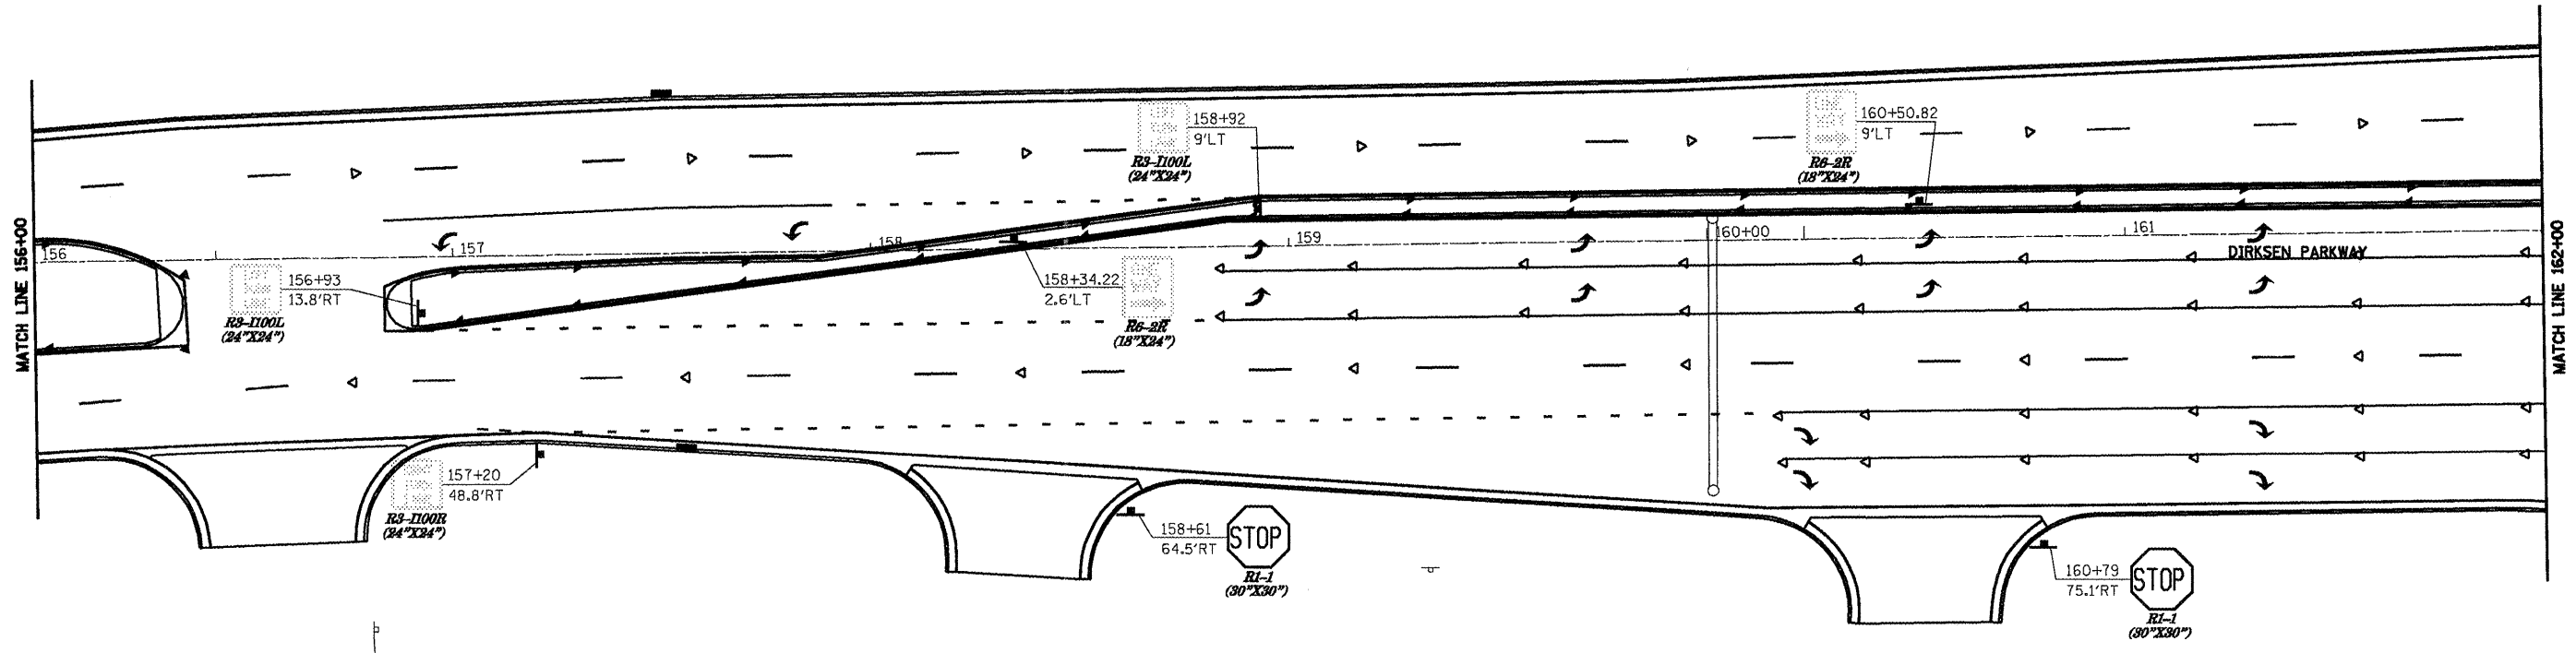 MATCH LINE 156+00
156
157
158
159
160+00
161
DIRKSEN PARKWAY
MATCH LINE 162+00
R3-I100L
(24"X24")
158+92
9'LT
R6-2R
(18"X24")
160+50.82
9'LT
R3-I100L
(24"X24")
156+93
13.8'RT
158+34.22
2.6'LT
R6-2R
(18"X24")
R3-I100R
(24"X24")
157+20
48.8'RT
158+61
64.5'RT
STOP
R1-1
(30"X30")
160+79
75.1'RT
STOP
R1-1
(30"X30")